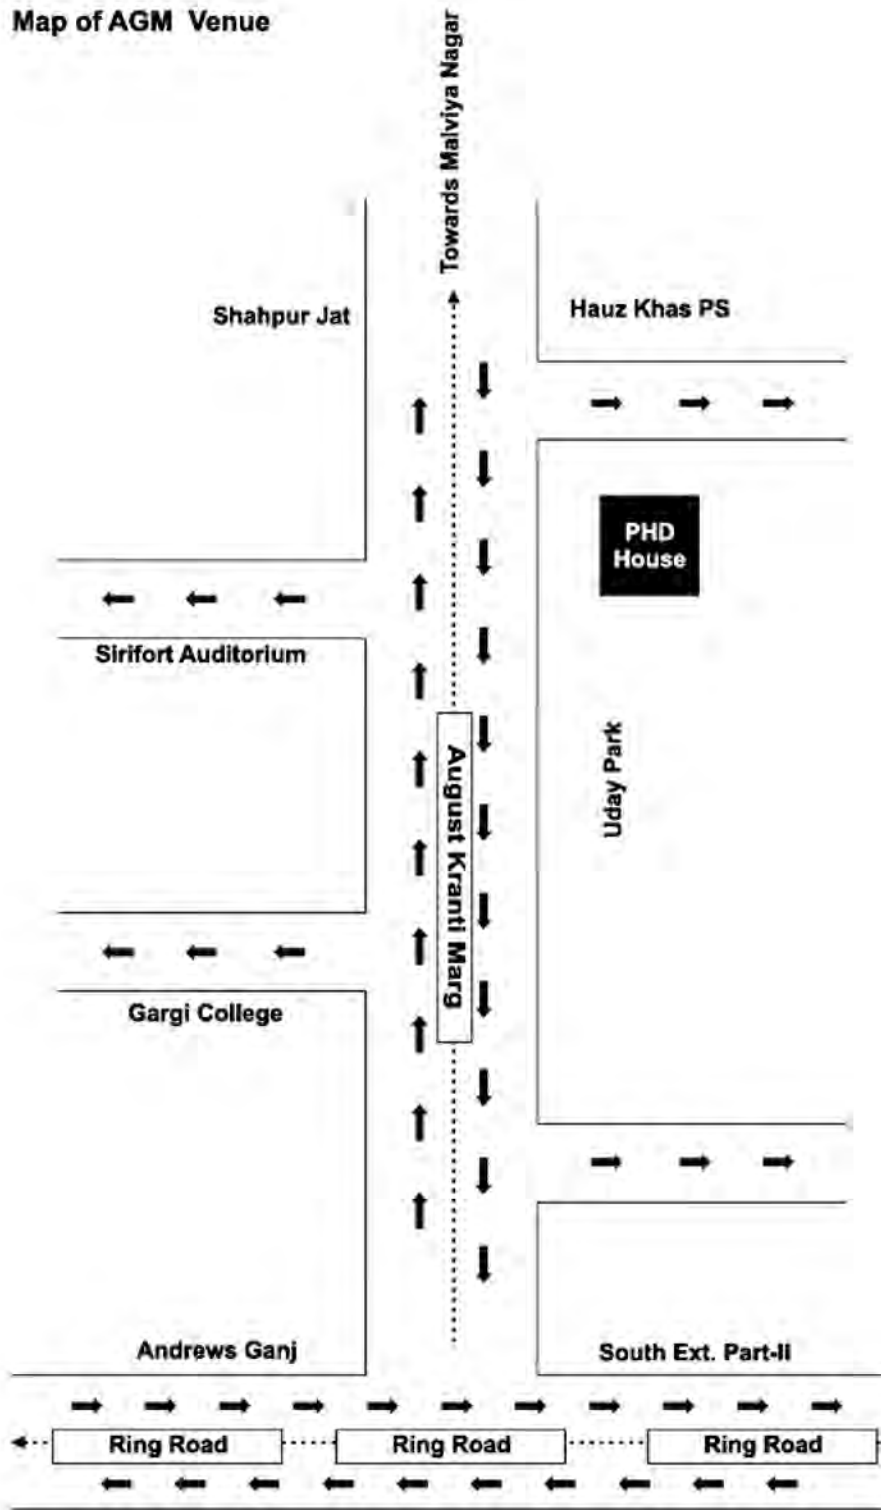 Map of AGM Venue
Towards Malviya Nagar
Shahpur Jat
Hauz Khas PS
PHD
House
Sirifort Auditorium
Uday Park
August Kranti Marg
Gargi College
Andrews Ganj
South Ext. Part-II
Ring Road
Ring Road
Ring Road